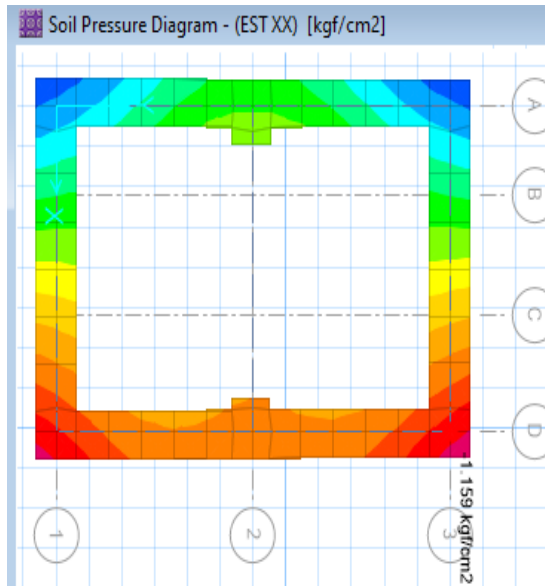 Soil Pressure Diagram - (EST XX) [kgf/cm2]
A
B
C
D
1
2
3
-1.159 kgf/cm2
X
X